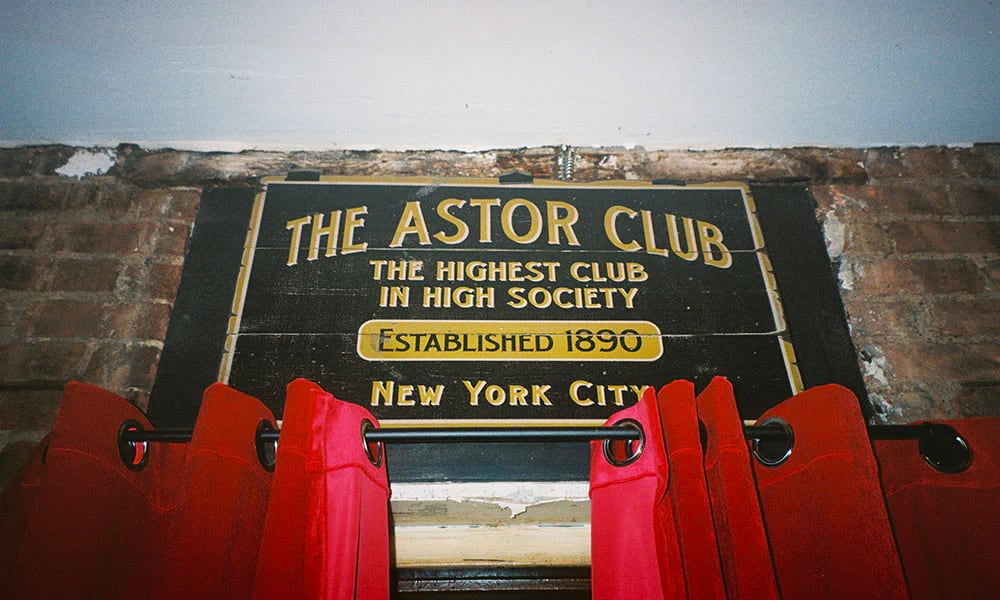 THE ASTOR CLUB
THE HIGHEST CLUB
IN HIGH SOCIETY
ESTABLISHED 1890
NEW YORK CITY